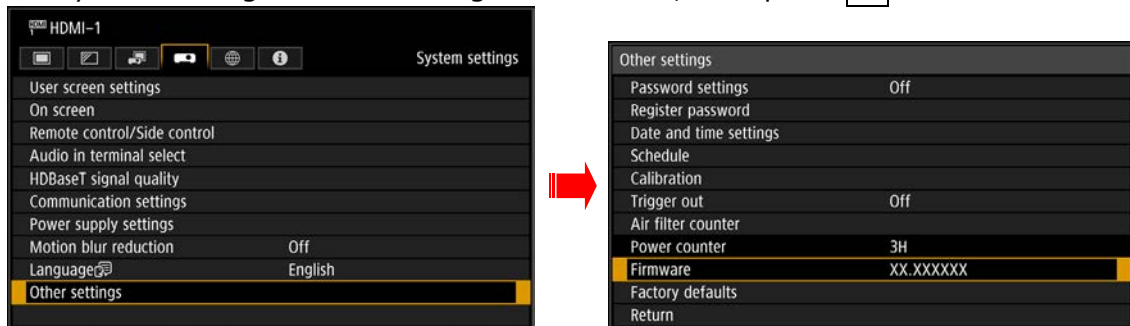 HDMI HDMI-1
System settings
User screen settings
On screen
Remote control/Side control
Audio in terminal select
HDBaseT signal quality
Communication settings
Power supply settings
Motion blur reduction Off
Language English
Other settings
Other settings
Password settings Off
Register password
Date and time settings
Schedule
Calibration
Trigger out Off
Air filter counter
Power counter 3H
Firmware XX.XXXXXX
Factory defaults
Return